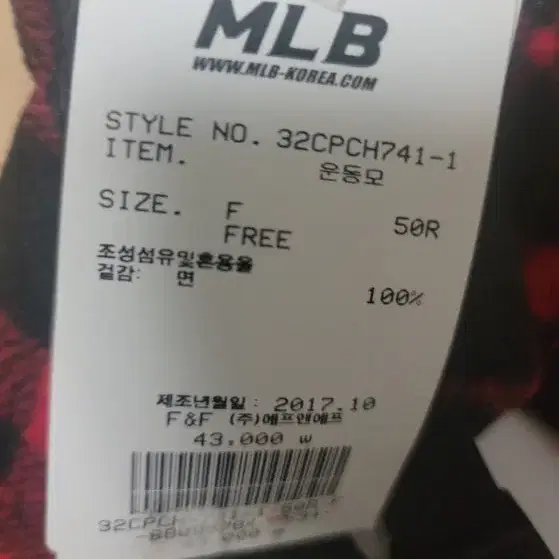 MLB
WWW.MLB-KOREA.COM
STYLE NO. 32CPCH741-1
ITEM. 운동모
SIZE. F 50R
FREE
조성섬유및혼용율
겉감: 면 100%
제조년월일: 2017.10
F&F (주)에프앤에프
43,000 W